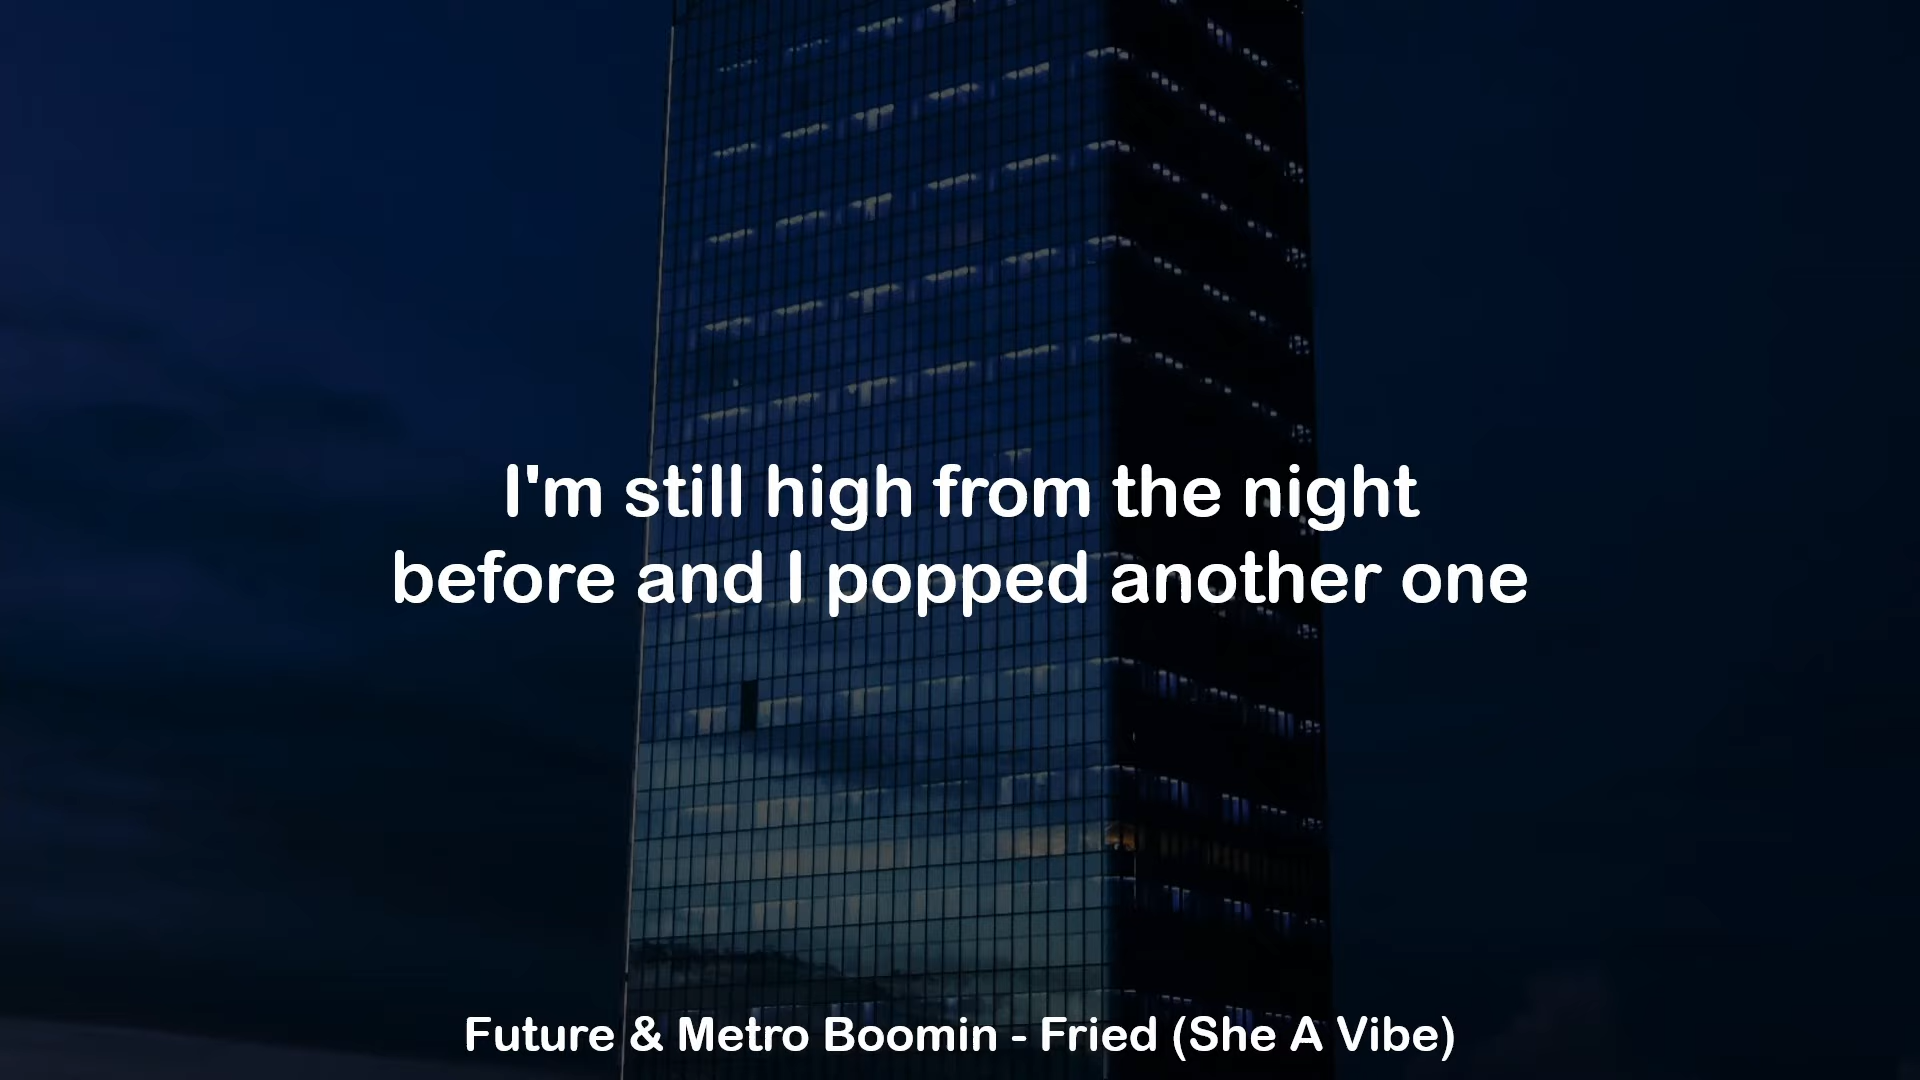 I'm still high from the night
before and I popped another one
Future & Metro Boomin - Fried (She A Vibe)